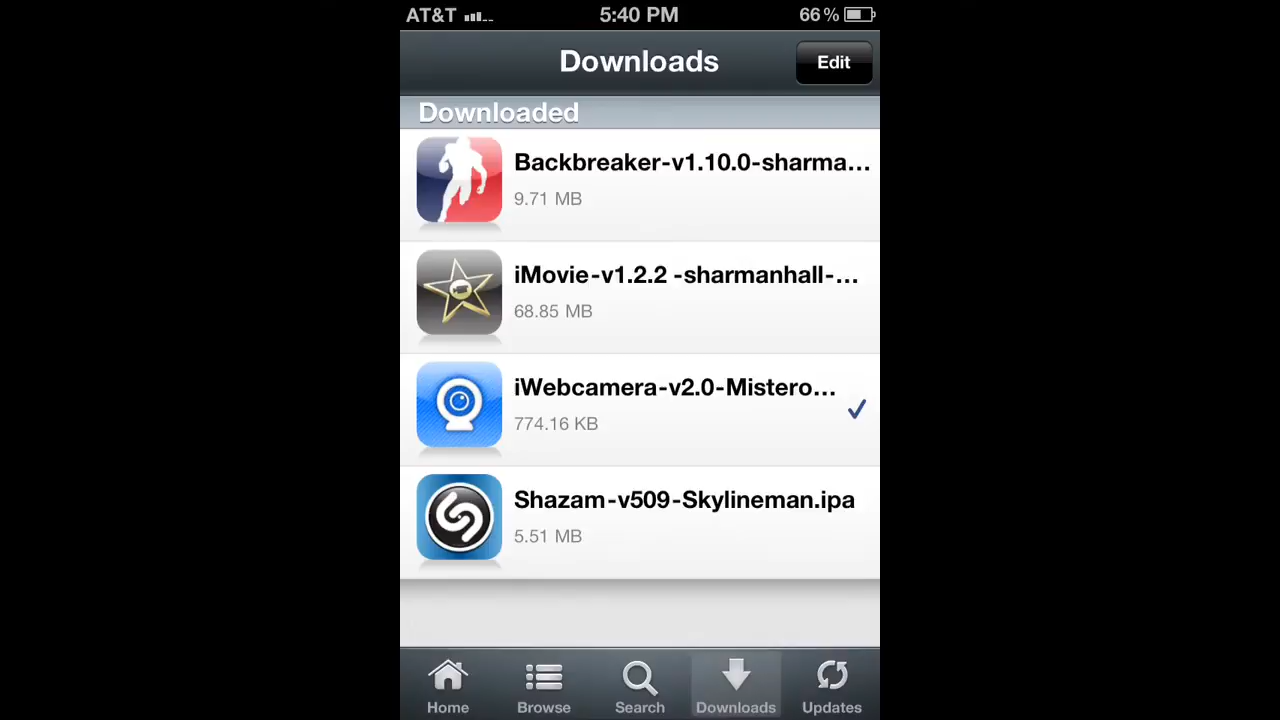 AT&T 5:40 PM 66%
Downloads Edit
Downloaded
Backbreaker-v1.10.0-sharma...
9.71 MB
iMovie-v1.2.2 -sharmanhall-...
68.85 MB
iWebcamera-v2.0-Mistero...
774.16 KB
Shazam-v509-Skylineman.ipa
5.51 MB
Home Browse Search Downloads Updates